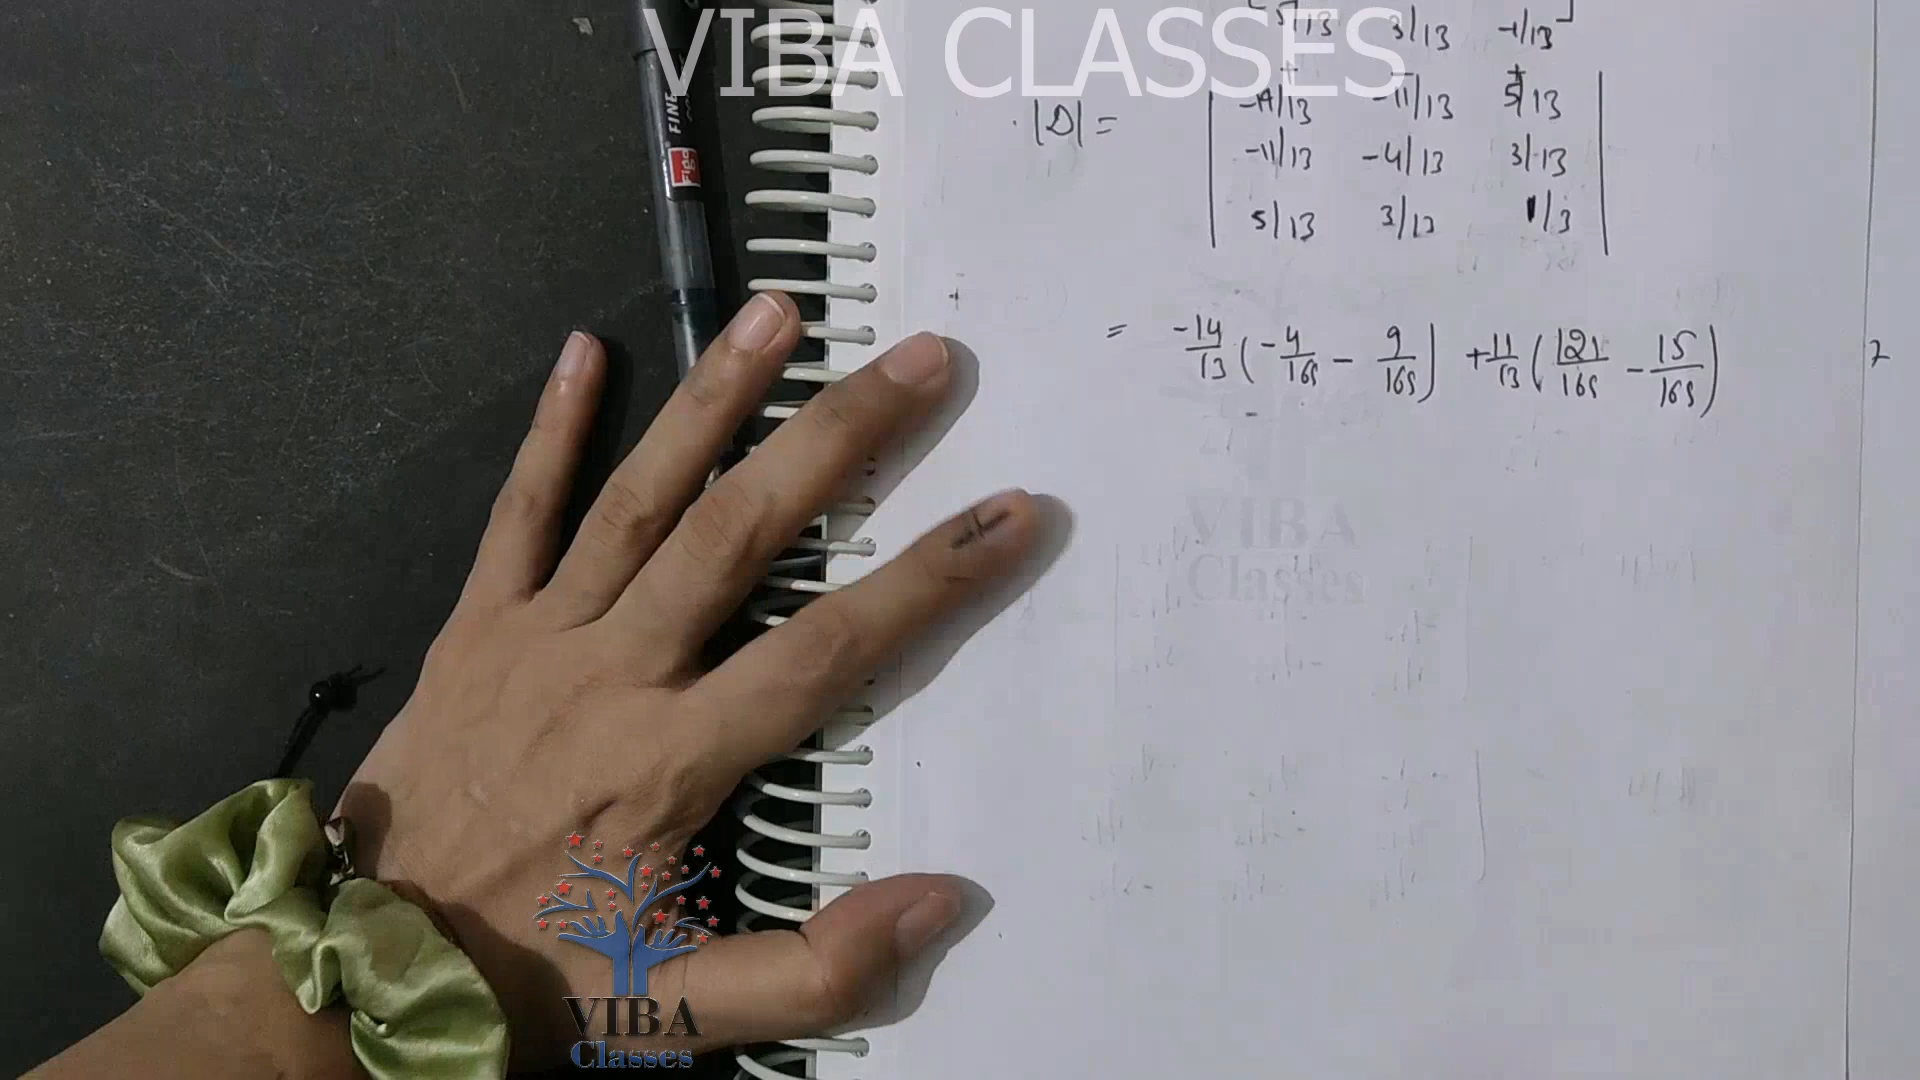 VIBA CLASSES
5/13 3/13 -1/13 ]
+ - +
|D| = | -14/13 -11/13 5/13 |
| -11/13 -4/13 3/13 |
| 5/13 3/13 1/3 |
= -14/13 (-4/169 - 9/169) + 11/13 (121/169 - 15/169)
FINE
Flair
VIBA
Classes
VIBA
Classes